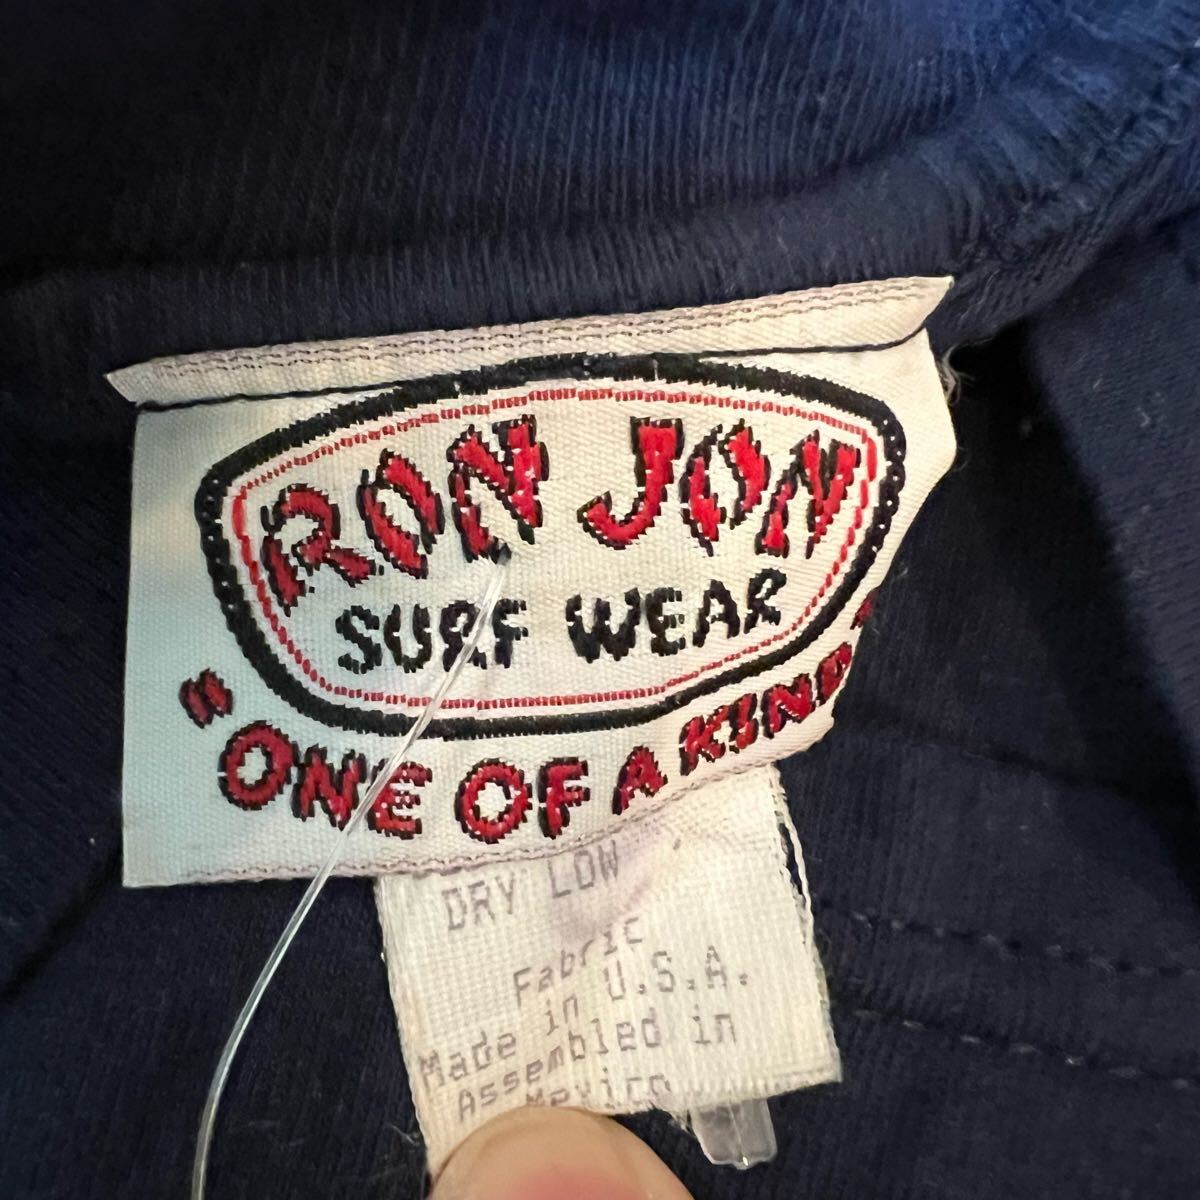 RON JON
SURF WEAR
"ONE OF A KIND"
DRY LOW
Fabric
Made in U.S.A.
Assembled in
Mexico